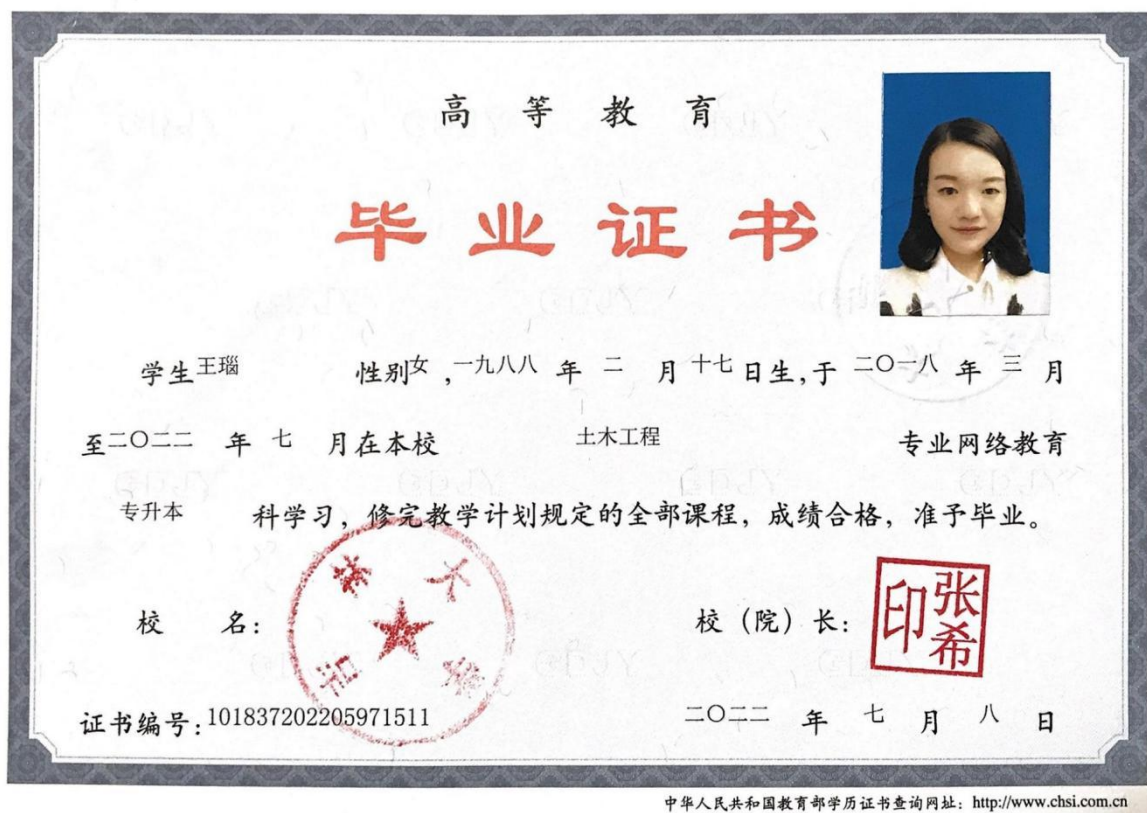 高等教育
毕业证书
学生 王瑙 性别 女 ,一九八八 年 二 月 十七 日生,于 二〇一八 年 三 月
至二〇二二 年 七 月在本校 土木工程 专业网络教育
专升本 科学习，修完教学计划规定的全部课程，成绩合格，准予毕业。
吉林大学
校 名： 校（院）长：
张希印
证书编号：101837202205971511 二〇二二 年 七 月 八 日
中华人民共和国教育部学历证书查询网址：http://www.chsi.com.cn